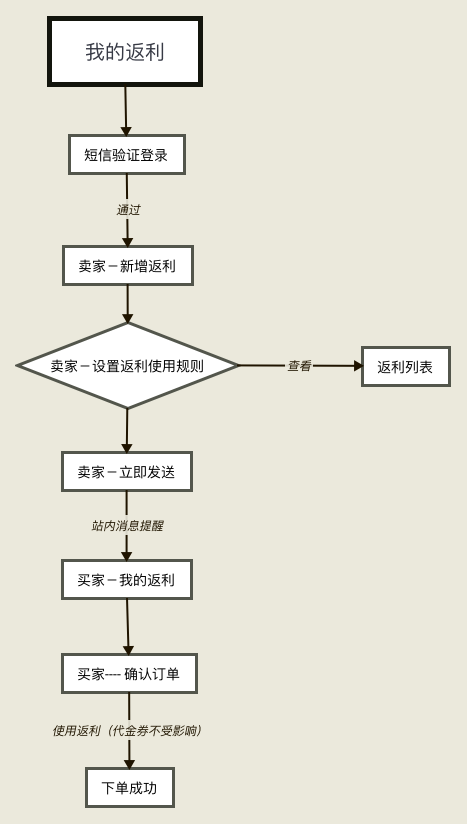 我的返利
短信验证登录
通过
卖家－新增返利
卖家－设置返利使用规则
查看
返利列表
卖家－立即发送
站内消息提醒
买家－我的返利
买家---- 确认订单
使用返利（代金券不受影响）
下单成功